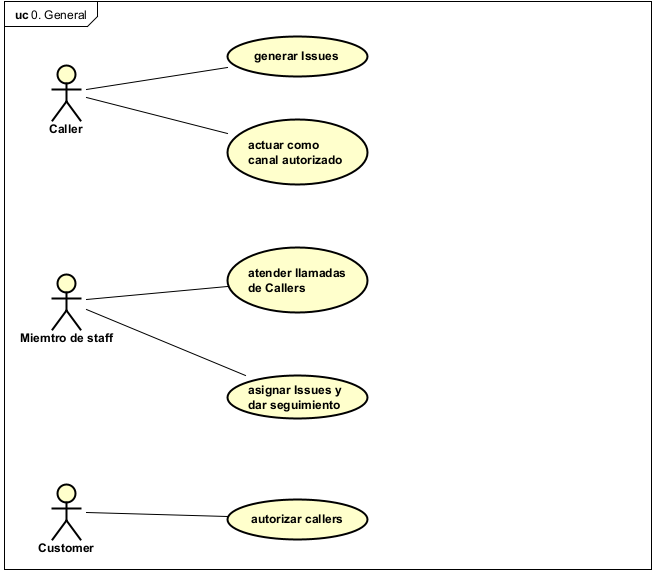 uc 0. General
generar Issues
Caller
actuar como
canal autorizado
atender llamadas
de Callers
Miemtro de staff
asignar Issues y
dar seguimiento
autorizar callers
Customer